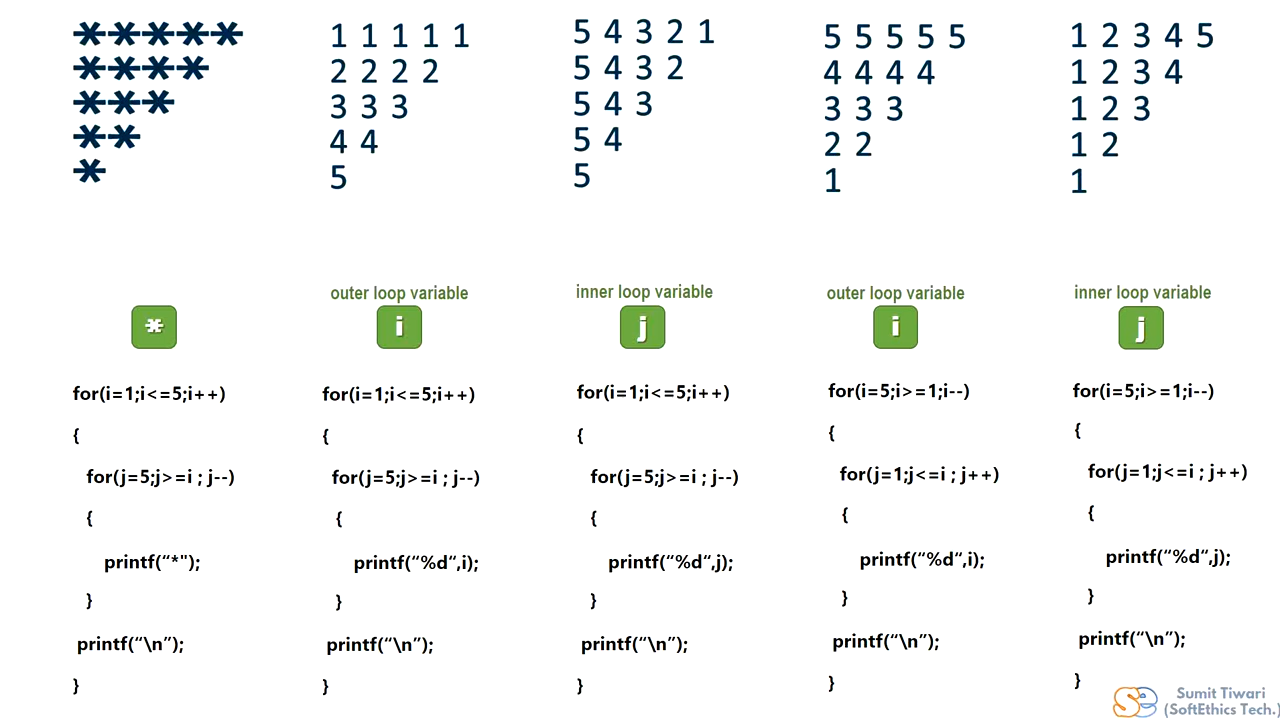 *****
****
***
**
*
1 1 1 1 1
2 2 2 2
3 3 3
4 4
5
5 4 3 2 1
5 4 3 2
5 4 3
5 4
5
5 5 5 5 5
4 4 4 4
3 3 3
2 2
1
1 2 3 4 5
1 2 3 4
1 2 3
1 2
1
*
for(i=1;i<=5;i++)
{
for(j=5;j>=i ; j--)
{
printf(“*");
}
printf(“\n”);
}
outer loop variable
i
for(i=1;i<=5;i++)
{
for(j=5;j>=i ; j--)
{
printf(“%d“,i);
}
printf(“\n”);
}
inner loop variable
j
for(i=1;i<=5;i++)
{
for(j=5;j>=i ; j--)
{
printf(“%d“,j);
}
printf(“\n”);
}
outer loop variable
i
for(i=5;i>=1;i--)
{
for(j=1;j<=i ; j++)
{
printf(“%d“,i);
}
printf(“\n”);
}
inner loop variable
j
for(i=5;i>=1;i--)
{
for(j=1;j<=i ; j++)
{
printf(“%d“,j);
}
printf(“\n”);
}
Sumit Tiwari
(SoftEthics Tech.)